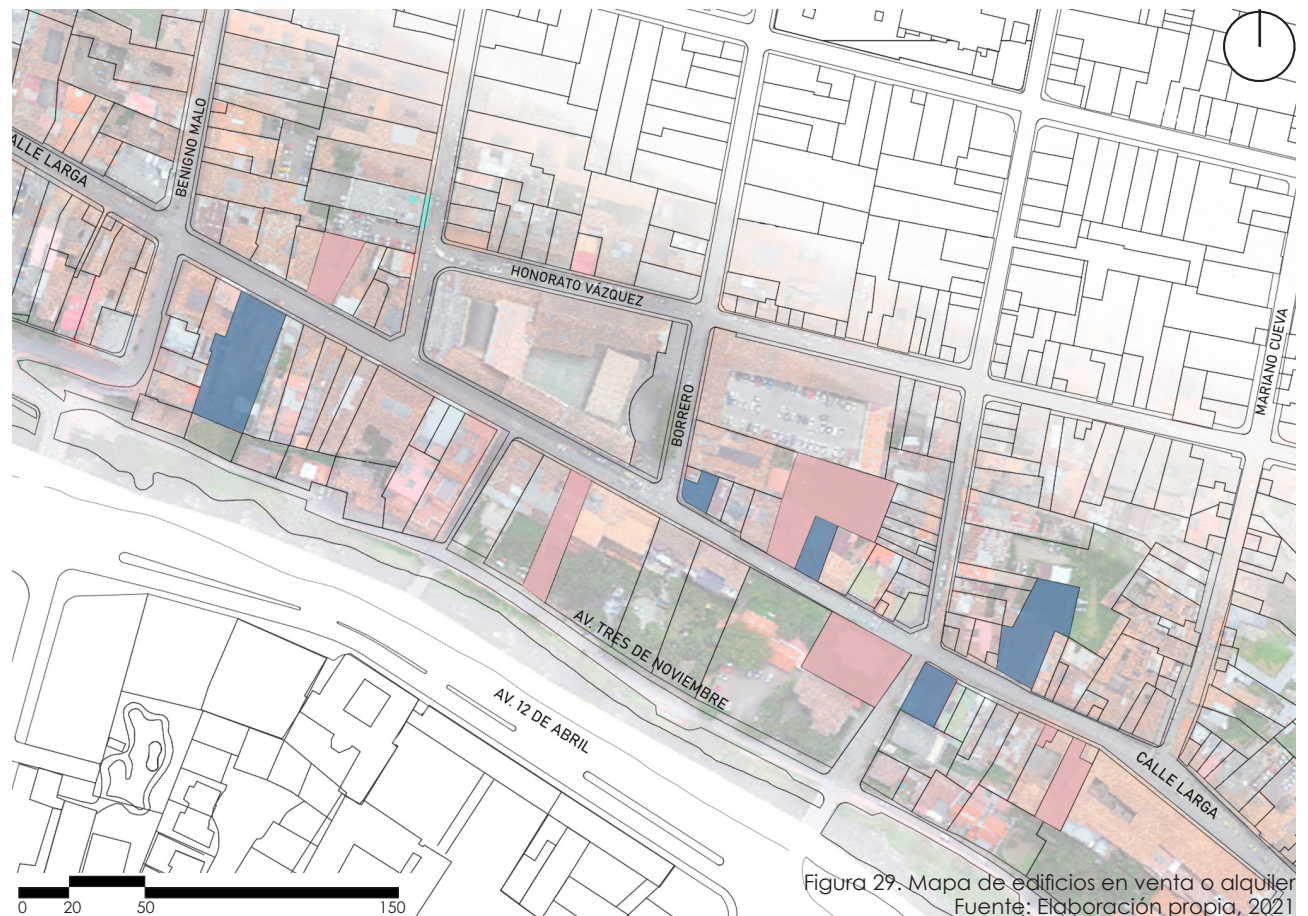 BENIGNO MALO
ALLE LARGA
HONORATO VÁZQUEZ
MARIANO CUEVA
BORRERO
AV. TRES DE NOVIEMBRE
AV. 12 DE ABRIL
CALLE LARGA
0 20 50 150
Figura 29. Mapa de edificios en venta o alquiler
Fuente: Elaboración propia, 2021